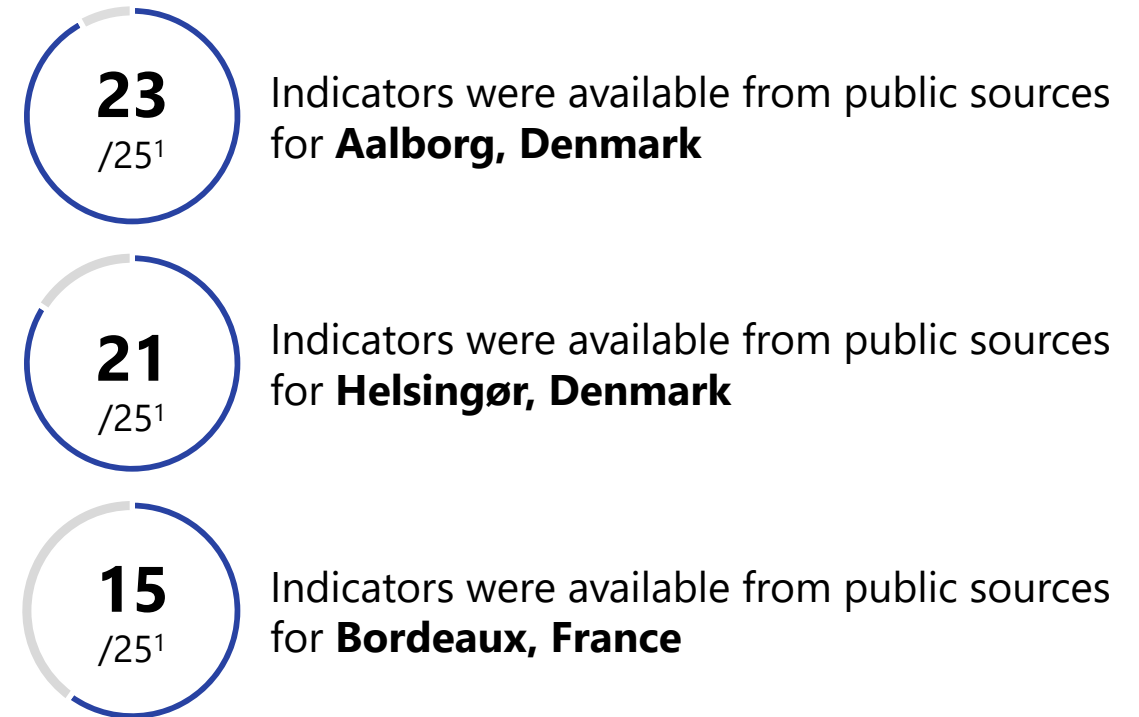 23
/25¹
Indicators were available from public sources
for Aalborg, Denmark
21
/25¹
Indicators were available from public sources
for Helsingør, Denmark
15
/25¹
Indicators were available from public sources
for Bordeaux, France